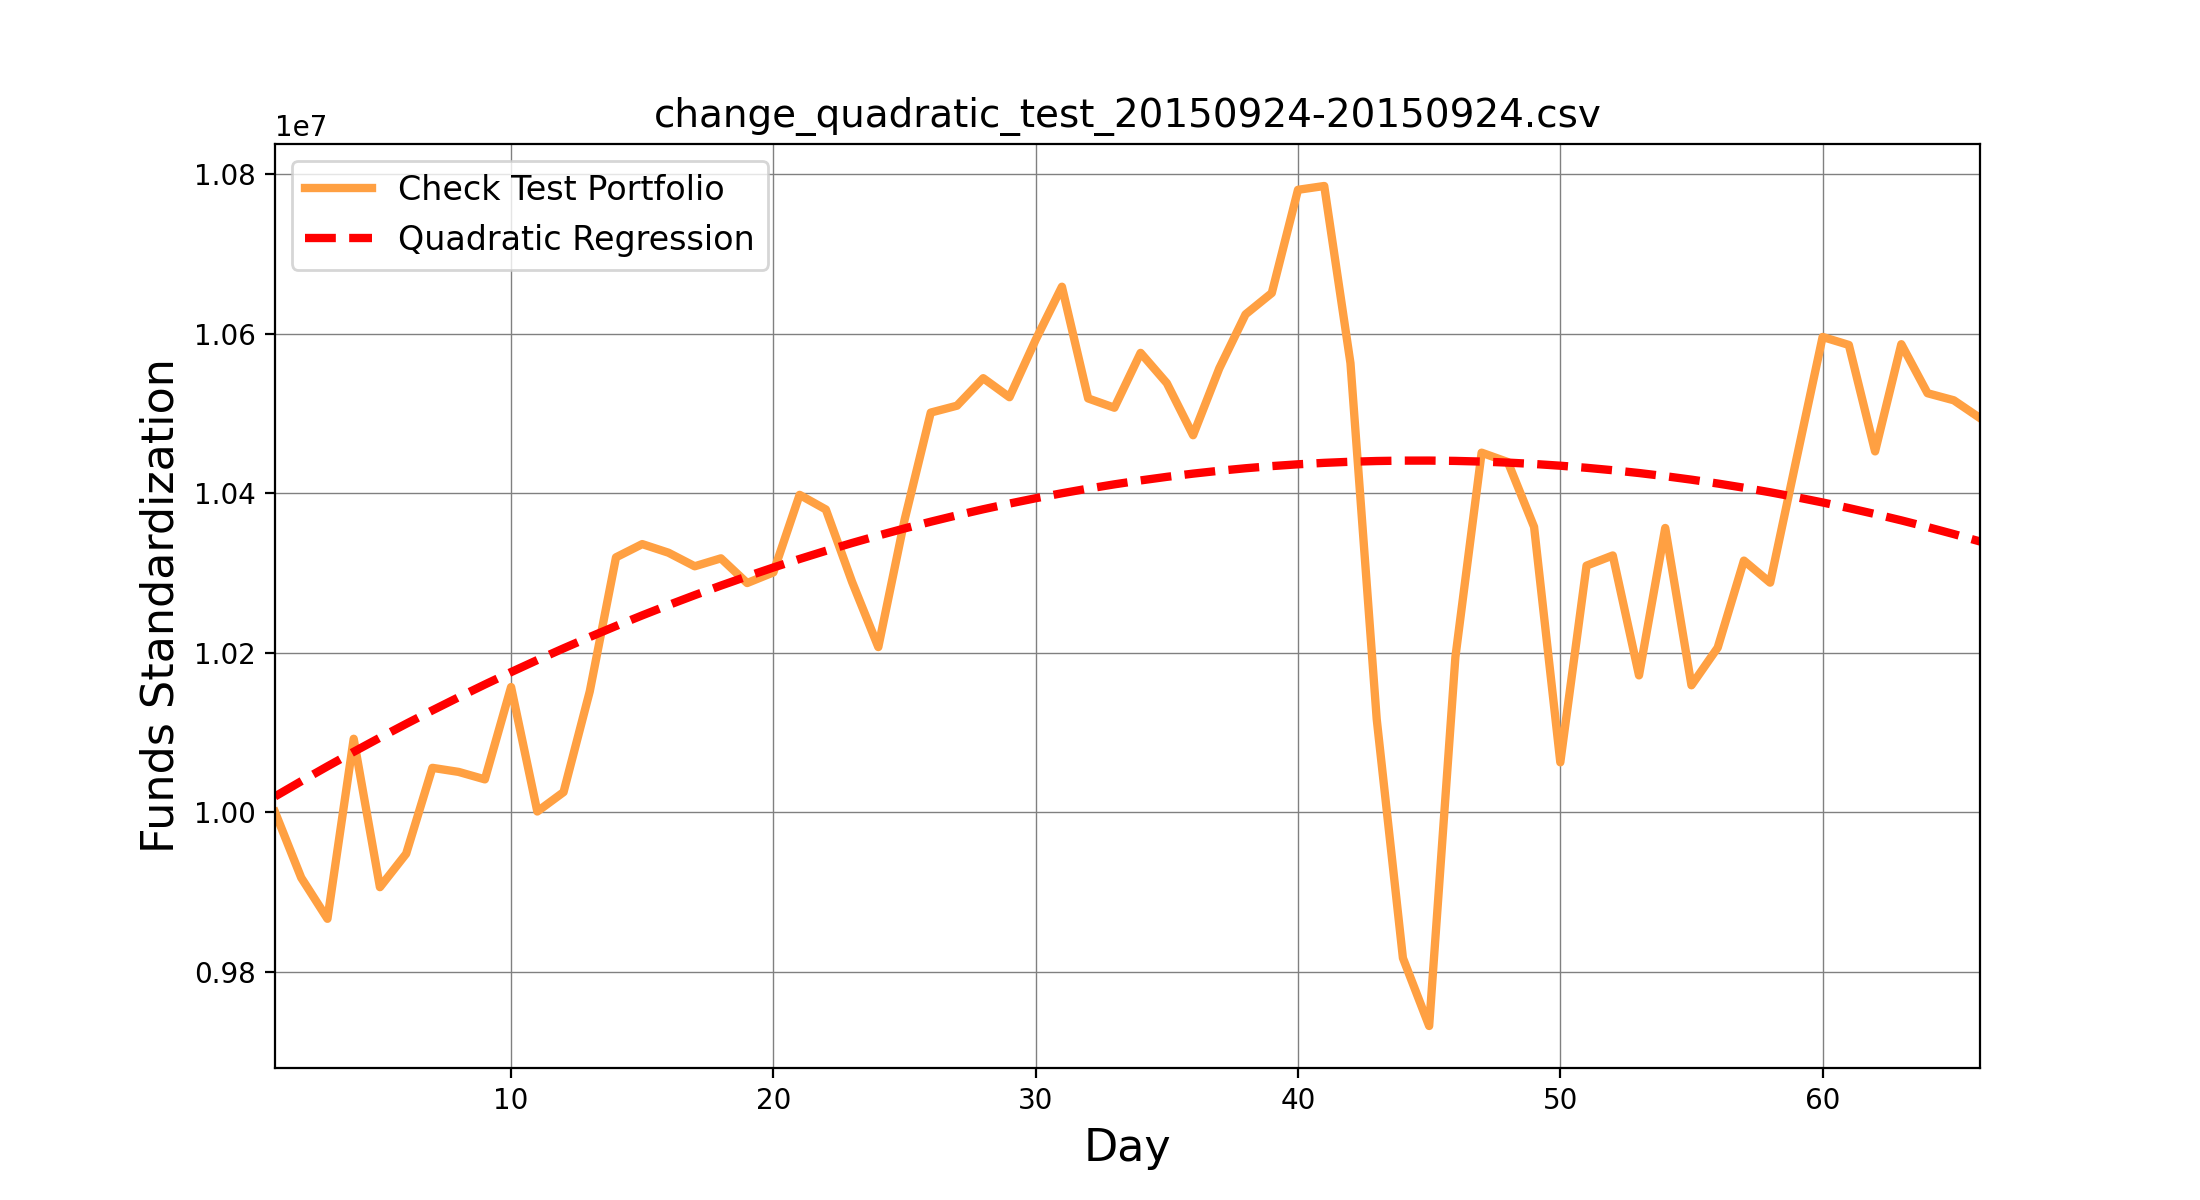 change_quadratic_test_20150924-20150924.csv
1e7
Check Test Portfolio
Quadratic Regression
1.08
1.06
1.04
1.02
1.00
0.98
Funds Standardization
10 20 30 40 50 60
Day